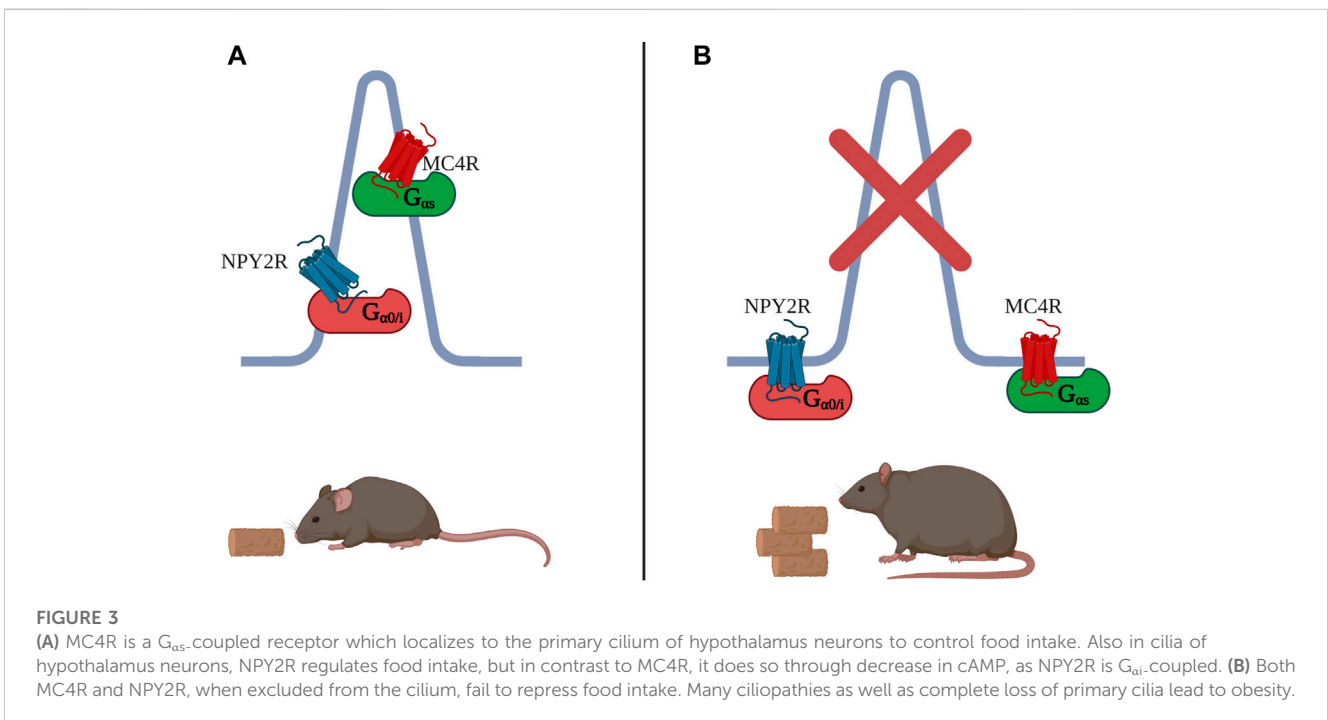 A
B
MC4R
Gαs
NPY2R
Gα0/i
NPY2R
MC4R
Gα0/i
Gαs
FIGURE 3
(A) MC4R is a Gαs-coupled receptor which localizes to the primary cilium of hypothalamus neurons to control food intake. Also in cilia of
hypothalamus neurons, NPY2R regulates food intake, but in contrast to MC4R, it does so through decrease in cAMP, as NPY2R is Gαi-coupled. (B) Both
MC4R and NPY2R, when excluded from the cilium, fail to repress food intake. Many ciliopathies as well as complete loss of primary cilia lead to obesity.